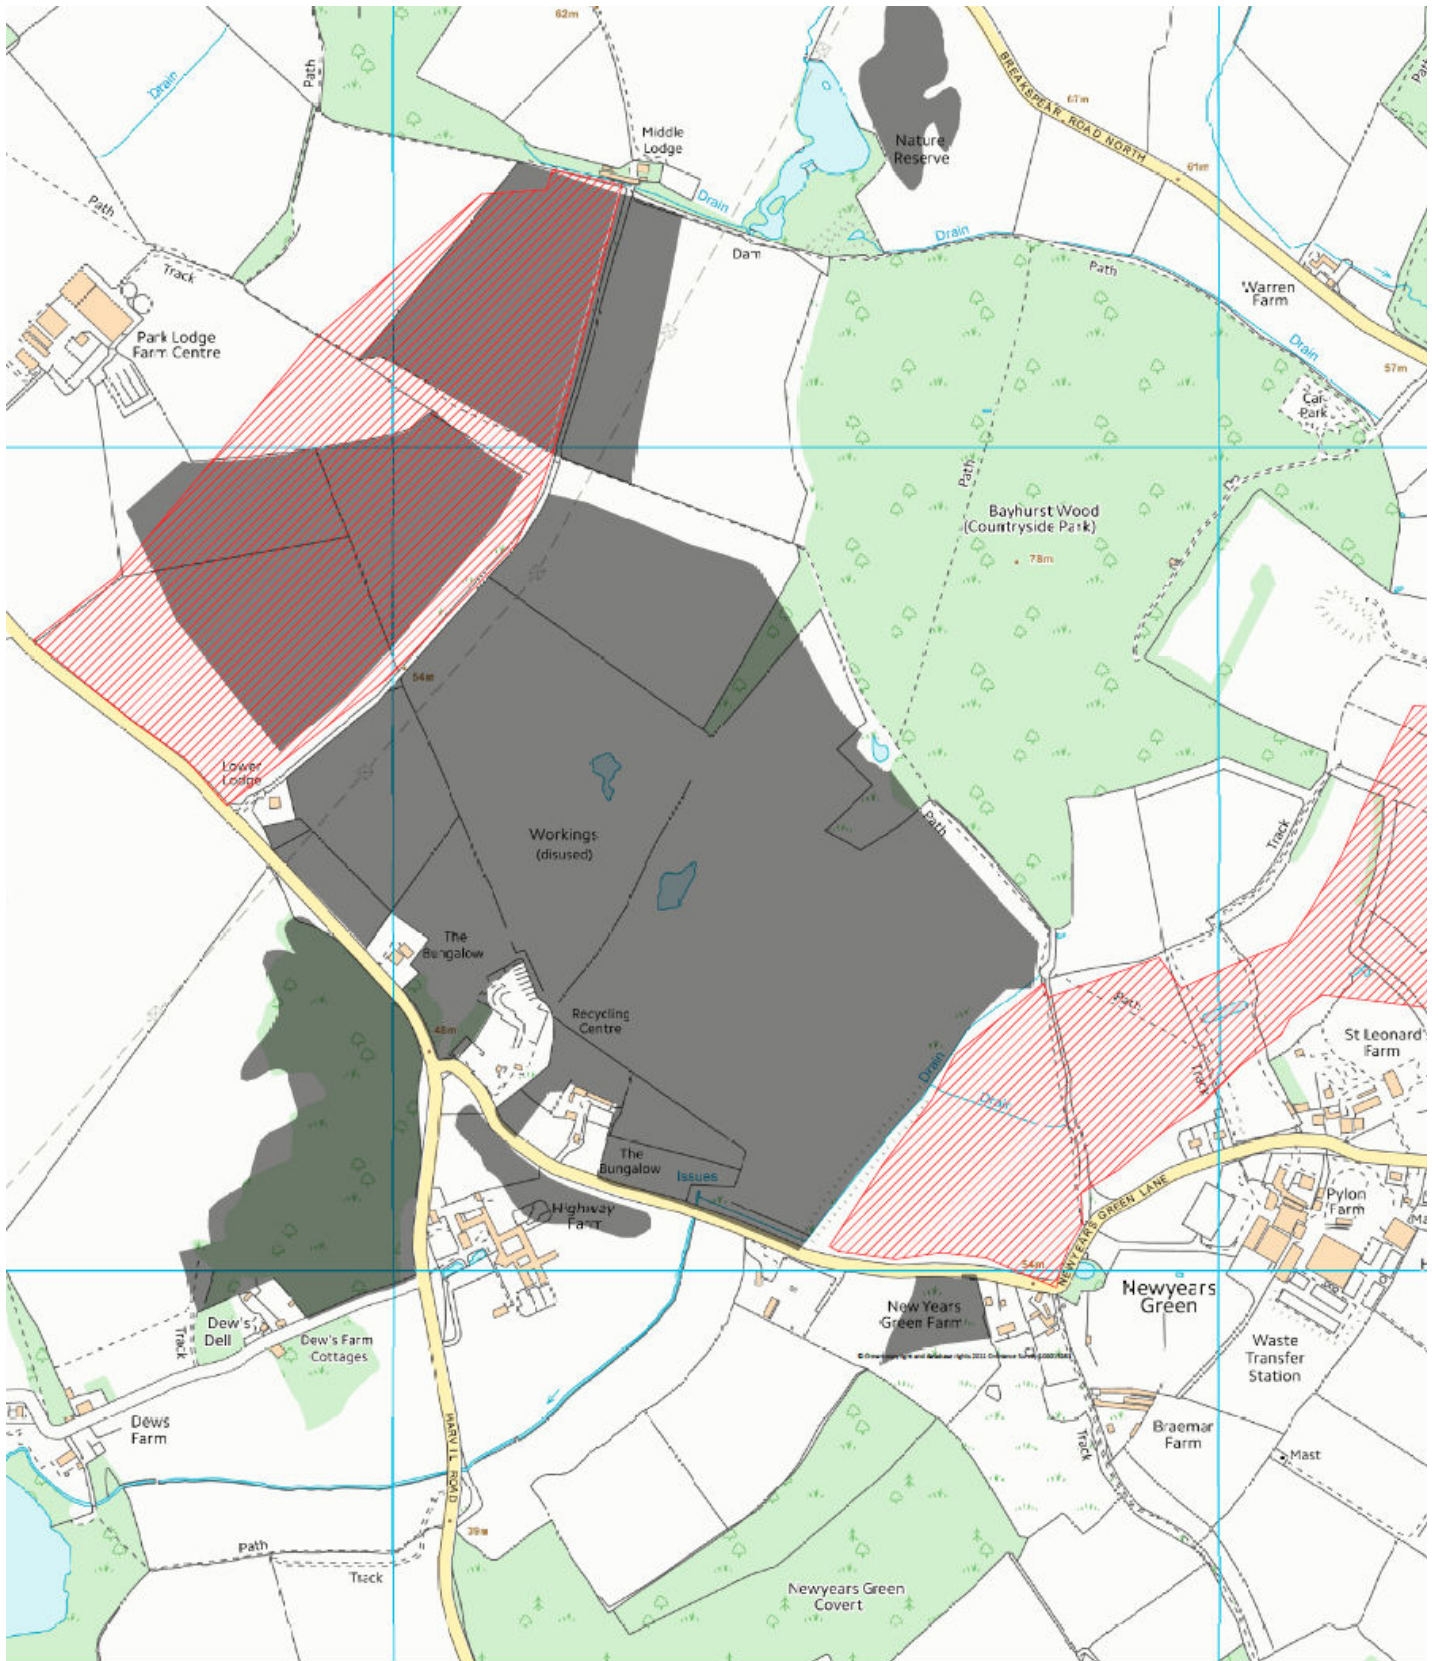 62m
Drain
Path
BREAKSPEAR ROAD NORTH
67m
Path
Middle
Lodge
Nature
Reserve
61m
Path
Drain
Drain
Track
Dam
Path
Warren
Farm
Park Lodge
Farm Centre
Drain
57m
Car
Park
Path
Bayhurst Wood
(Countryside Park)
78m
54m
Lower
Lodge
Workings
(disused)
Path
Track
The
Bungalow
Recycling
Centre
48m
Path
St Leonard's
Farm
Drain
Drain
Track
The
Bungalow
Issues
Highway
Farm
NEWYEARS GREEN LANE
Pylon
Farm
Ma
H
54m
Newyears
Green
New Years
Green Farm
Dew's
Dell
Track
Dew's Farm
Cottages
Waste
Transfer
Station
Dews
Farm
MARVIL ROAD
Braemar
Farm
Track
Mast
39m
Path
Track
Newyears Green
Covert